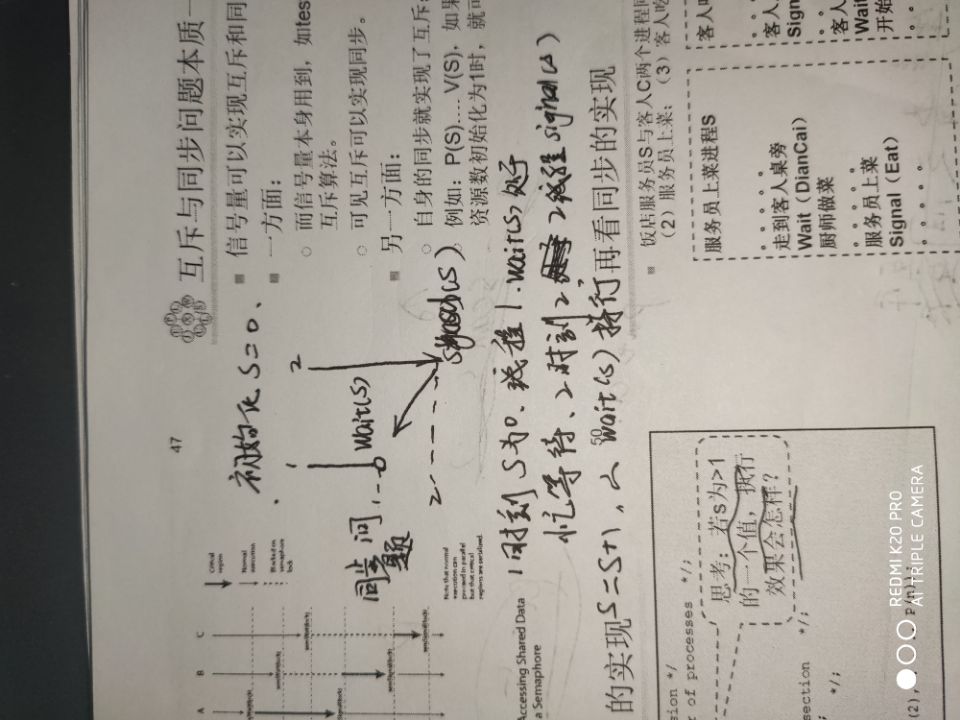 47
A B C
Critical
region
Normal
execution
Blocked on
semaphore
lock
Note that normal
execution can
proceed in parallel
but that critical
regions are serialized.
Accessing Shared Data
a Semaphore
初始化 S=0.
1 2
同步问题
wait(s)
1
2
signal(s)
1时刻 S为0. 线程1.wait(s)处于
忙等待、2时刻2 2线程signal(s)
S=S+1, ∴ wait(s)持行
互斥与同步问题本质一
信号量可以实现互斥和同
一方面：
而信号量本身用到，如tes
互斥算法。
可见互斥可以实现同步。
另一方面：
自身的同步就实现了互斥；
例如：P(S)…. V(S)，如果
资源数初始化为1时，就可
50
的实现
sion */
r of processes */;
思考：若s为>1
的一个值，执行
效果会怎样？
section */;
;
*/;
(2), P(n));
再看同步的实现
饭店服务员S与客人C两个进程同
（2）服务员上菜；（3）客人吃
服务员上菜进程S
。。。。。
走到客人桌旁
Wait（DianCai）
厨师做菜
。。。。。
服务员上菜
Signal（Eat）
。。。。。
客人吃
。。。
客人
Sign
。。
客人
Wait
开始
。。
REDMI K20 PRO
AI TRIPLE CAMERA